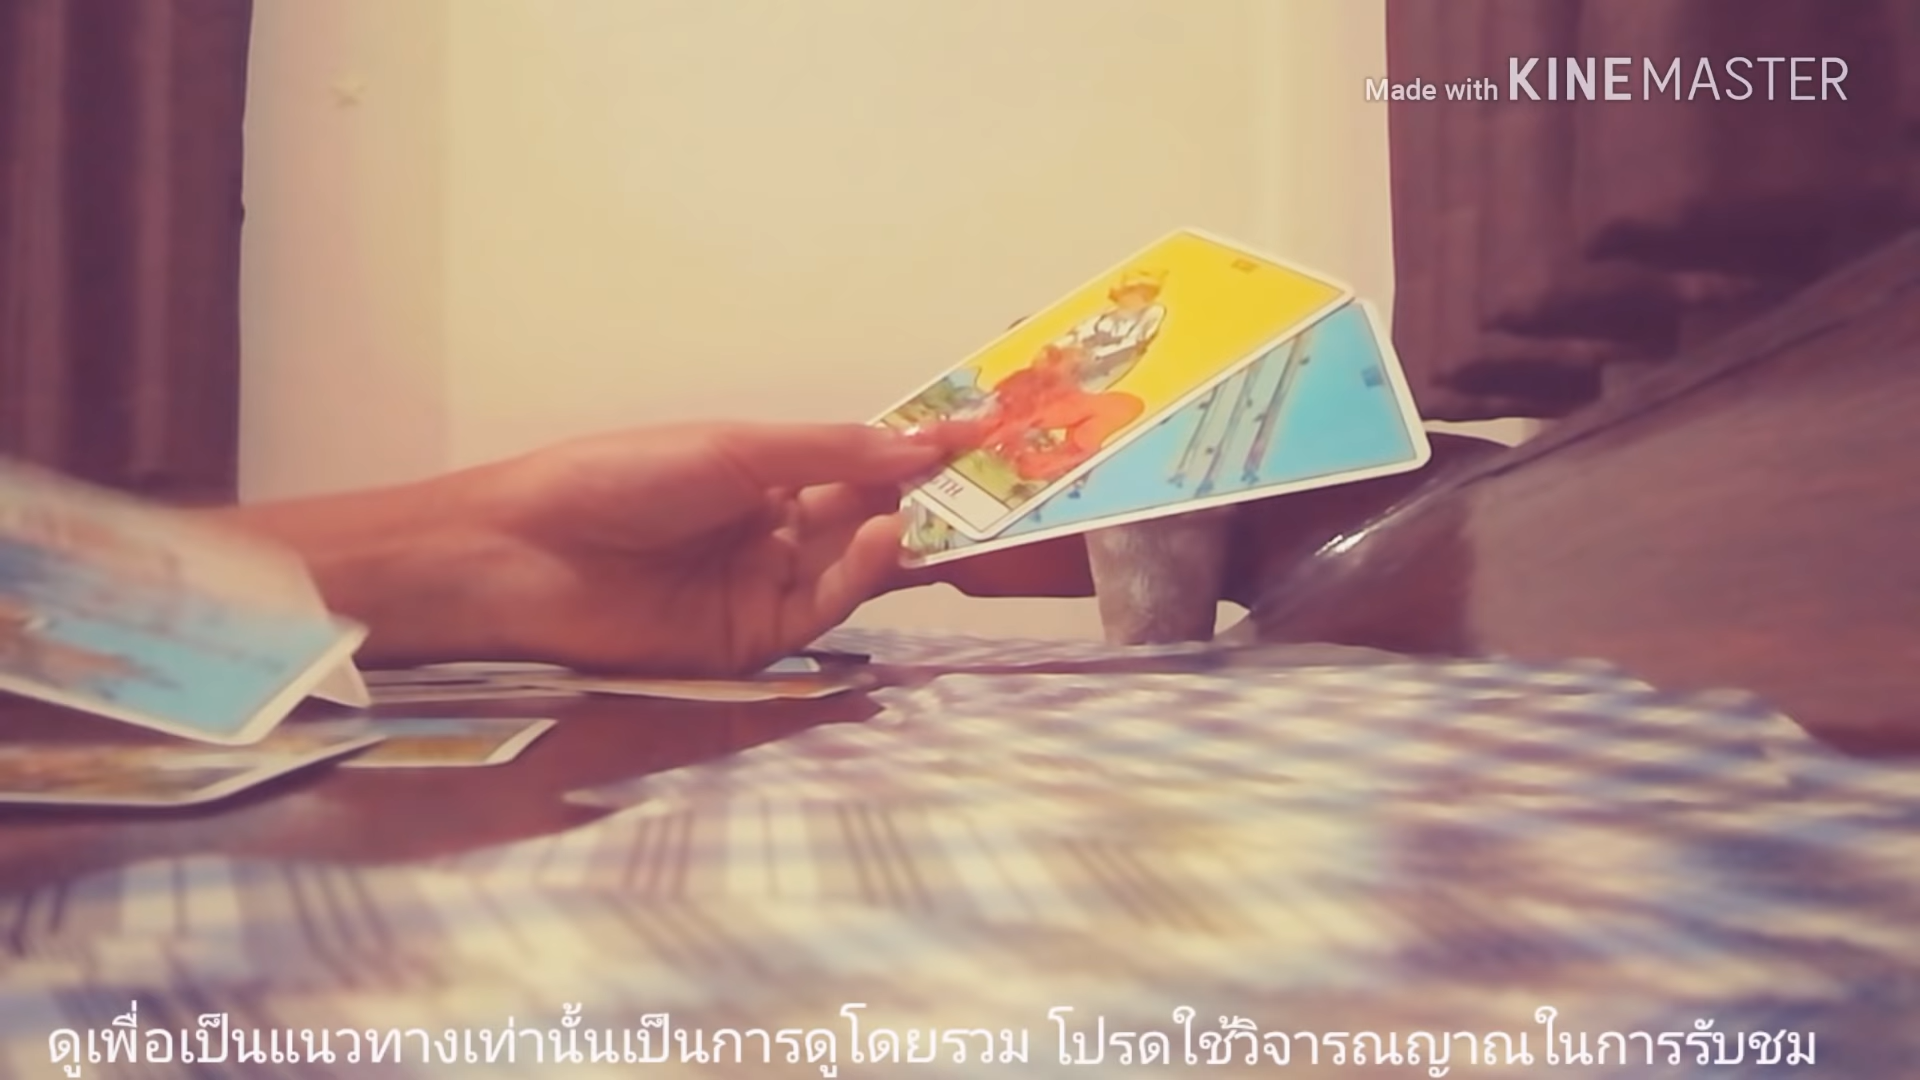 Made with KINEMASTER
ดูเพื่อเป็นแนวทางเท่านั้นเป็นการดูโดยรวม โปรดใช้วิจารณญาณในการรับชม